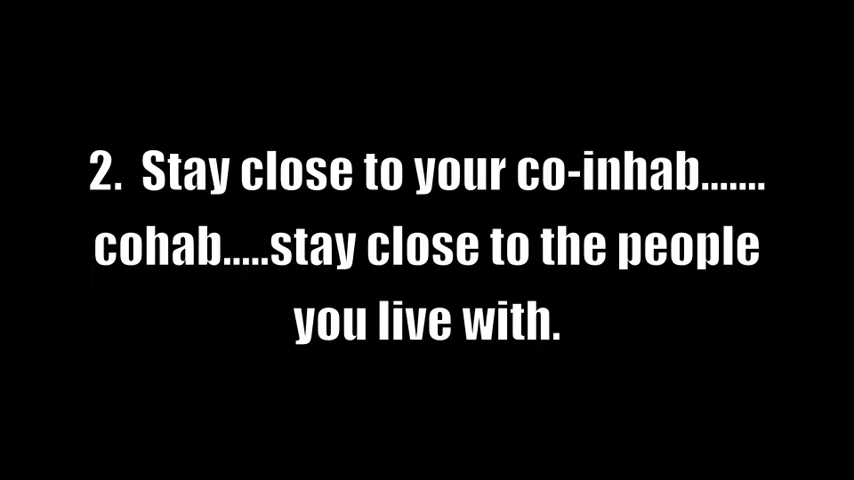 2.  Stay close to your co-inhab.......
cohab.....stay close to the people
you live with.